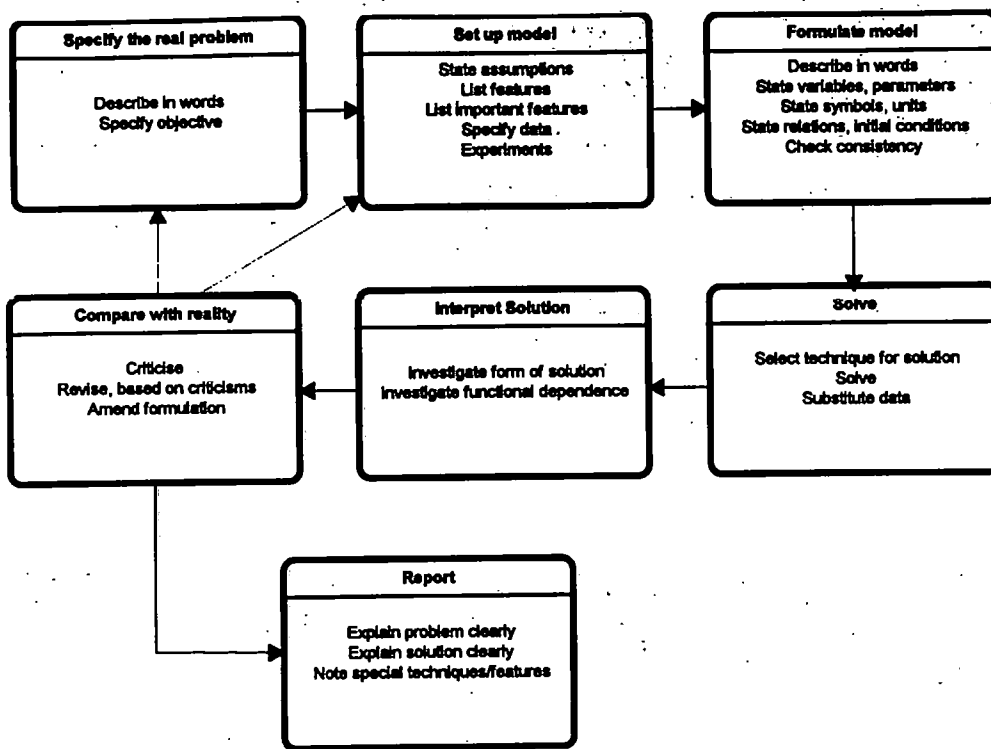 Specify the real problem
Describe in words
Specify objective
Set up model
State assumptions
List features
List important features
Specify data
Experiments
Formulate model
Describe in words
State variables, parameters
State symbols, units
State relations, initial conditions
Check consistency
Compare with reality
Criticise
Revise, based on criticisms
Amend formulation
Interpret Solution
Investigate form of solution
Investigate functional dependence
Solve
Select technique for solution
Solve
Substitute data
Report
Explain problem clearly
Explain solution clearly
Note special techniques/features